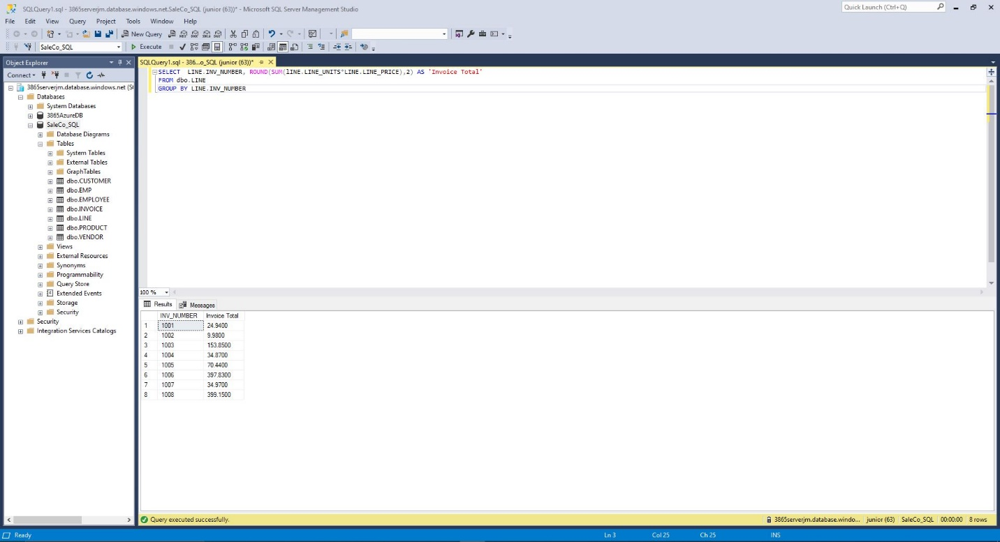 SQLQuery1.sql - 3865serverjm.database.windows.net.SaleCo_SQL (junior (63))* - Microsoft SQL Server Management Studio
Quick Launch (Ctrl+Q)
File Edit View Query Project Tools Window Help
New Query
SaleCo_SQL
Execute
Object Explorer
SQLQuery1.sql - 386...o_SQL (junior (63))*
Connect
SELECT LINE.INV_NUMBER, ROUND(SUM(lINE.LINE_UNITS*LINE.LINE_PRICE),2) AS 'Invoice Total'
FROM dbo.LINE
GROUP BY LINE.INV_NUMBER
3865serverjm.database.windows.net (S
Databases
System Databases
3865AzureDB
SaleCo_SQL
Database Diagrams
Tables
System Tables
External Tables
GraphTables
dbo.CUSTOMER
dbo.EMP
dbo.EMPLOYEE
dbo.INVOICE
dbo.LINE
dbo.PRODUCT
dbo.VENDOR
Views
External Resources
Synonyms
Programmability
Query Store
Extended Events
Storage
Security
Security
Integration Services Catalogs
100 %
Results Messages
INV_NUMBER Invoice Total
1 1001 24.9400
2 1002 9.9800
3 1003 153.8500
4 1004 34.8700
5 1005 70.4400
6 1006 397.8300
7 1007 34.9700
8 1008 399.1500
Query executed successfully.
3865serverjm.database.windo... junior (63) SaleCo_SQL 00:00:00 8 rows
Ready Ln 3 Col 25 Ch 25 INS